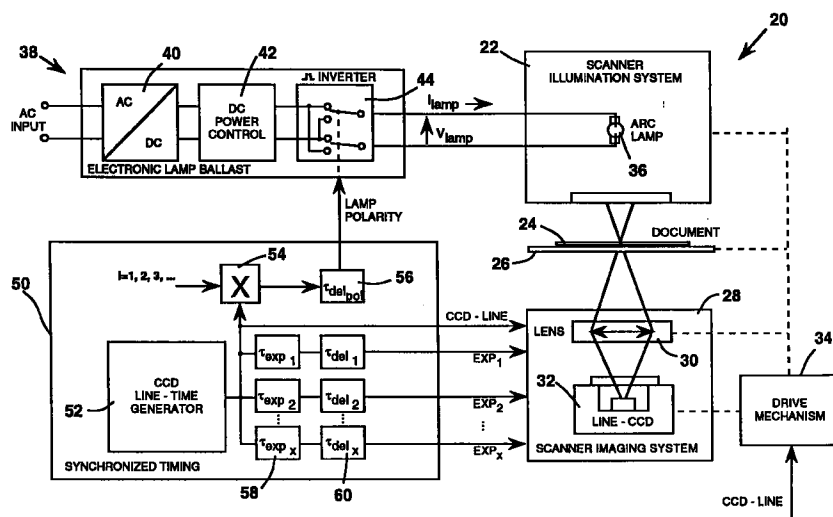 20
38
40
42
22
AC
INPUT
AC
DC
DC
POWER
CONTROL
⎍ INVERTER
44
ELECTRONIC LAMP BALLAST
Ilamp
Vlamp
SCANNER
ILLUMINATION SYSTEM
ARC
LAMP
36
LAMP
POLARITY
24
DOCUMENT
26
50
54
i=1, 2, 3, ...
X
τdelpol
56
CCD - LINE
28
LENS
30
52
CCD
LINE - TIME
GENERATOR
τexp1
τdel1
EXP1
τexp2
τdel2
EXP2
τexpx
τdelx
EXPx
58
60
SYNCHRONIZED TIMING
32
LINE - CCD
SCANNER IMAGING SYSTEM
34
DRIVE
MECHANISM
CCD - LINE